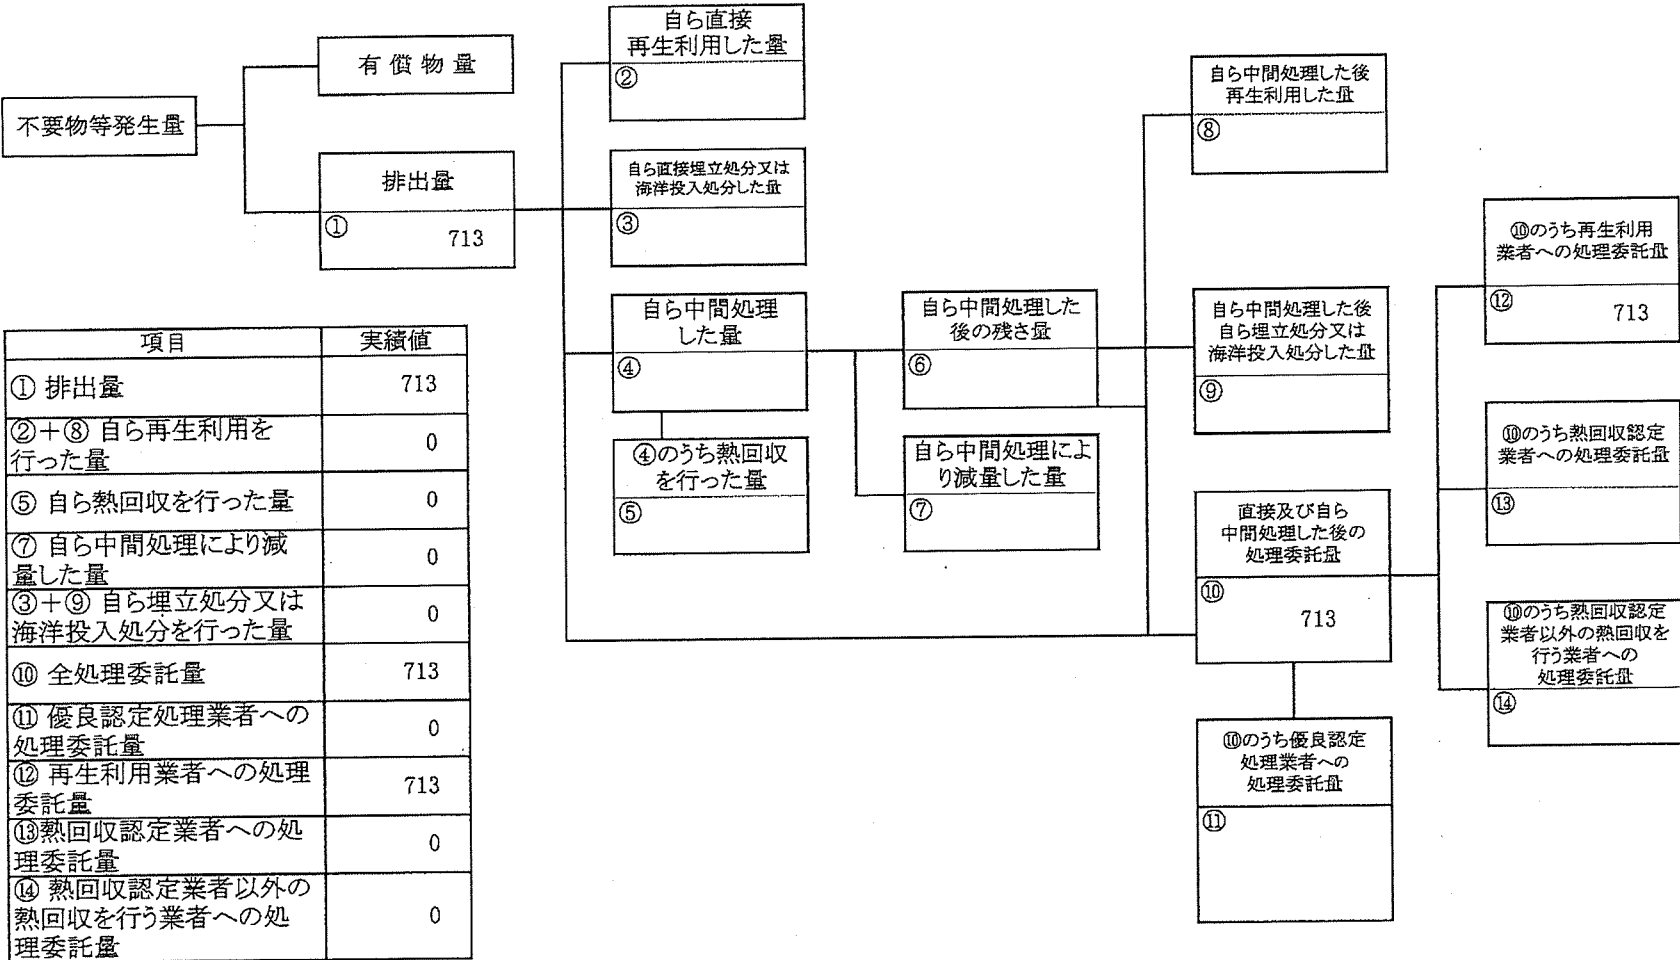 不要物等発生量
有償物量
排出量
①
713
自ら直接
再生利用した量
②
自ら直接埋立処分又は
海洋投入処分した量
③
自ら中間処理
した量
④
④のうち熱回収
を行った量
⑤
自ら中間処理した
後の残さ量
⑥
自ら中間処理によ
り減量した量
⑦
自ら中間処理した後
再生利用した量
⑧
自ら中間処理した後
自ら埋立処分又は
海洋投入処分した量
⑨
直接及び自ら
中間処理した後の
処理委託量
⑩
713
⑩のうち優良認定
処理業者への
処理委託量
⑪
⑩のうち再生利用
業者への処理委託量
⑫
713
⑩のうち熱回収認定
業者への処理委託量
⑬
⑩のうち熱回収認定
業者以外の熱回収を
行う業者への
処理委託量
⑭
項目 実績値
① 排出量 713
②＋⑧ 自ら再生利用を
行った量 0
⑤ 自ら熱回収を行った量 0
⑦ 自ら中間処理により減
量した量 0
③＋⑨ 自ら埋立処分又は
海洋投入処分を行った量 0
⑩ 全処理委託量 713
⑪ 優良認定処理業者への
処理委託量 0
⑫ 再生利用業者への処理
委託量 713
⑬熱回収認定業者への処
理委託量 0
⑭ 熱回収認定業者以外の
熱回収を行う業者への処
理委託量 0